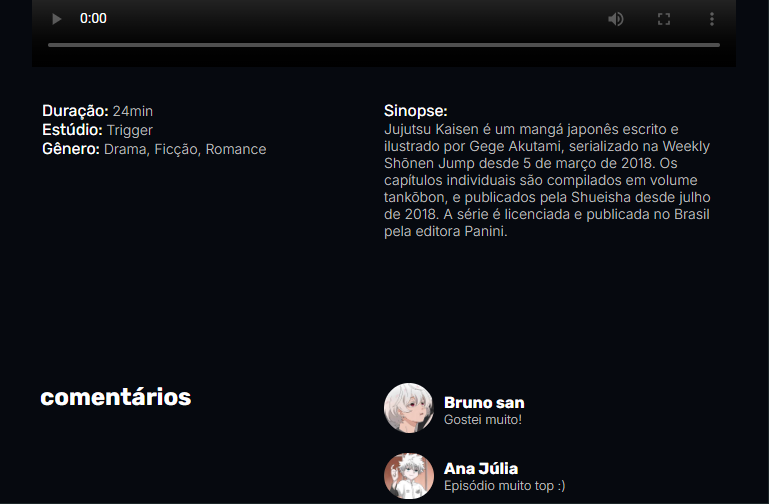 0:00
Duração: 24min
Estúdio: Trigger
Gênero: Drama, Ficção, Romance
Sinopse:
Jujutsu Kaisen é um mangá japonês escrito e
ilustrado por Gege Akutami, serializado na Weekly
Shōnen Jump desde 5 de março de 2018. Os
capítulos individuais são compilados em volume
tankōbon, e publicados pela Shueisha desde julho
de 2018. A série é licenciada e publicada no Brasil
pela editora Panini.
comentários
Bruno san
Gostei muito!
Ana Júlia
Episódio muito top :)